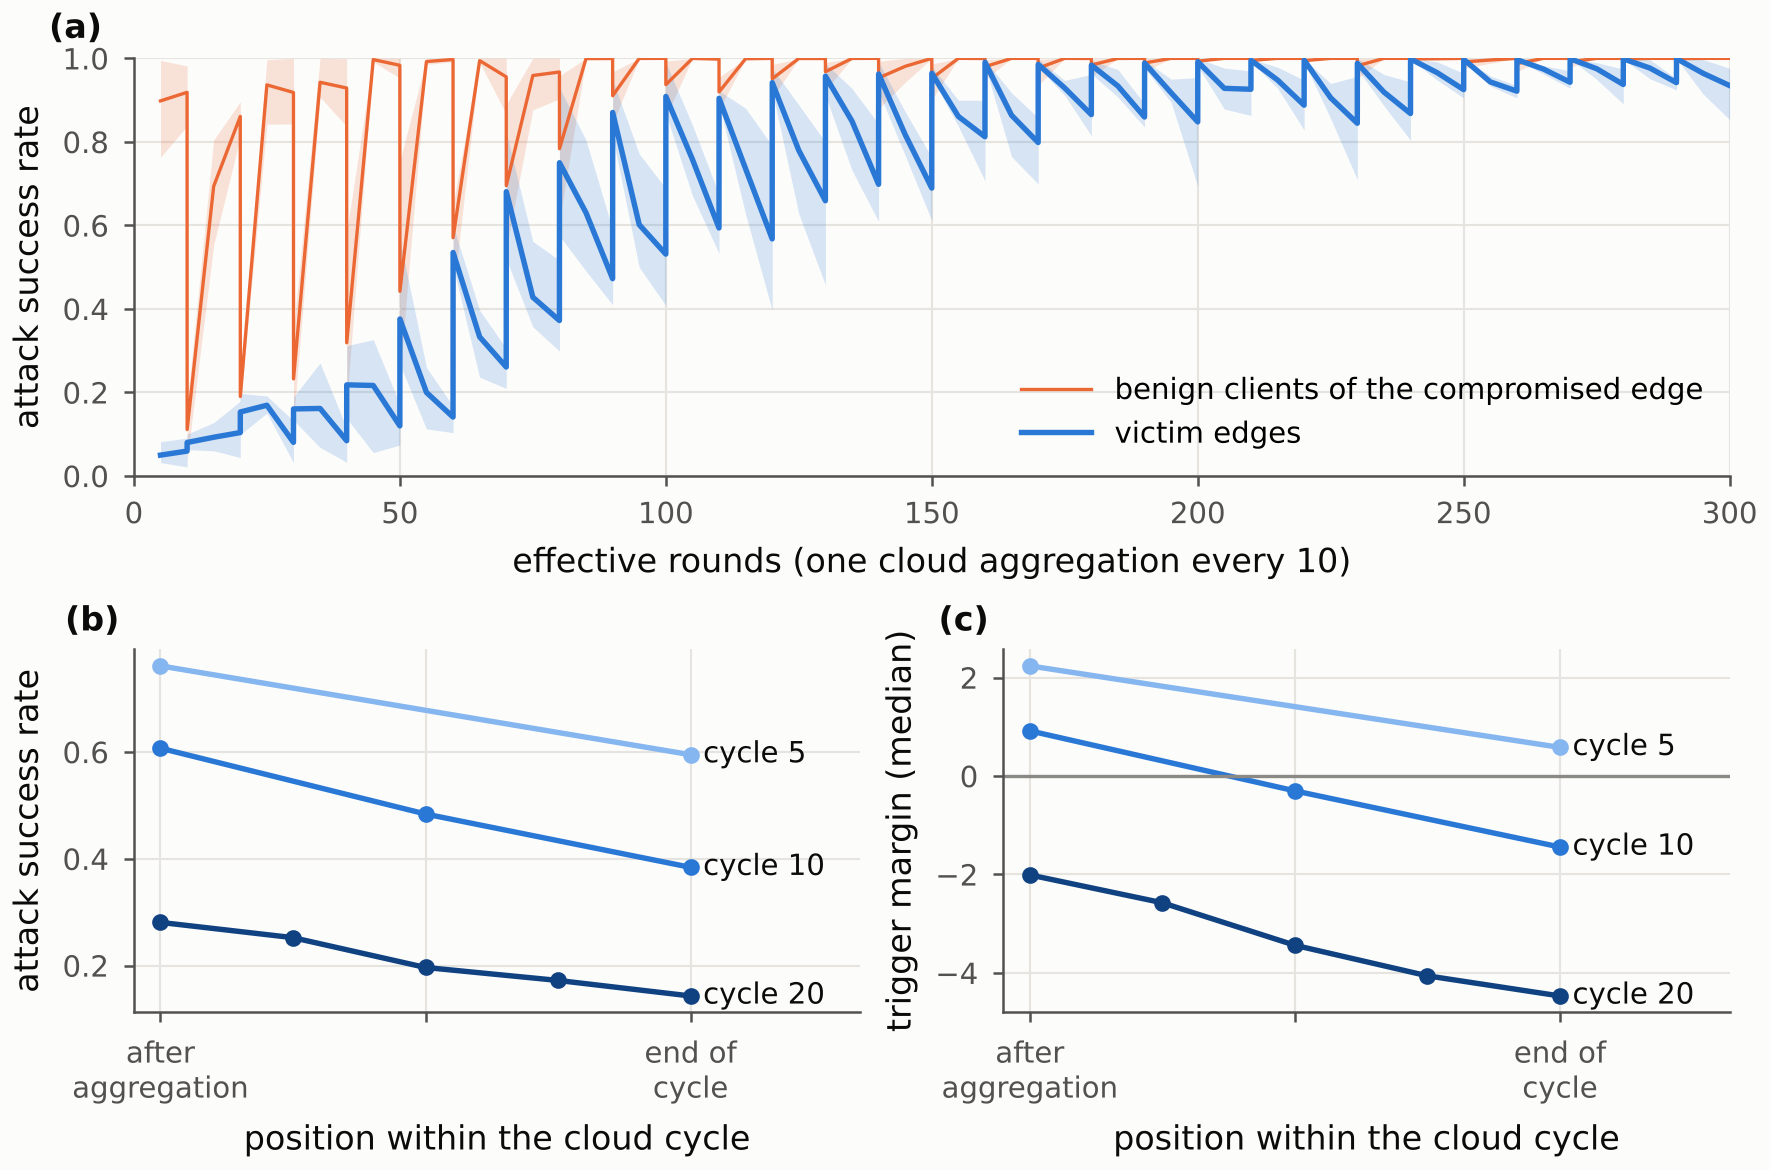 (a)
attack success rate
1.0
0.8
0.6
0.4
0.2
0.0
benign clients of the compromised edge
victim edges
0 50 100 150 200 250 300
effective rounds (one cloud aggregation every 10)
(b)
attack success rate
0.6
0.4
0.2
cycle 5
cycle 10
cycle 20
after aggregation
end of cycle
position within the cloud cycle
(c)
trigger margin (median)
2
0
−2
−4
cycle 5
cycle 10
cycle 20
after aggregation
end of cycle
position within the cloud cycle